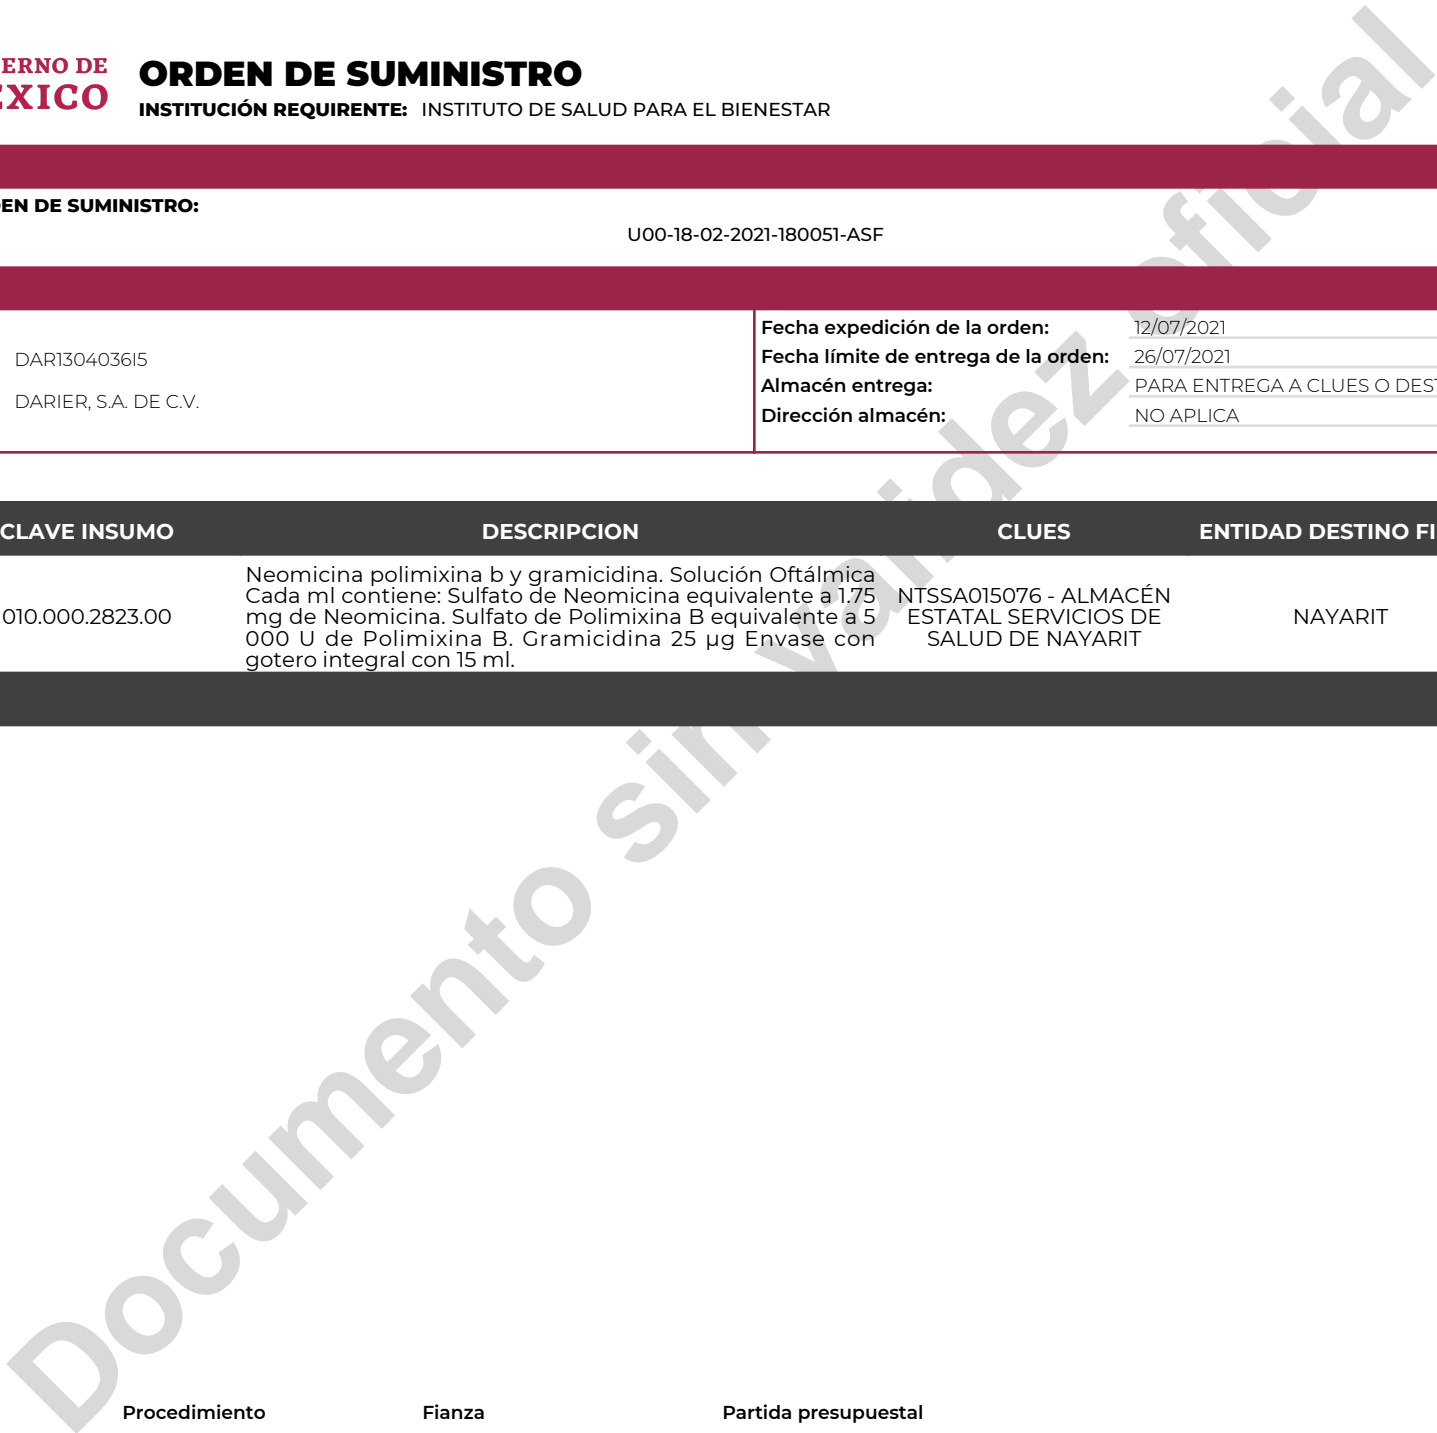 ERNO DE
EXICO
ORDEN DE SUMINISTRO
INSTITUCIÓN REQUIRENTE: INSTITUTO DE SALUD PARA EL BIENESTAR
EN DE SUMINISTRO:
U00-18-02-2021-180051-ASF
DAR1304036I5
DARIER, S.A. DE C.V.
Fecha expedición de la orden: 12/07/2021
Fecha límite de entrega de la orden: 26/07/2021
Almacén entrega: PARA ENTREGA A CLUES O DEST
Dirección almacén: NO APLICA
CLAVE INSUMO DESCRIPCION CLUES ENTIDAD DESTINO FI
010.000.2823.00
Neomicina polimixina b y gramicidina. Solución Oftálmica
Cada ml contiene: Sulfato de Neomicina equivalente a 1.75
mg de Neomicina. Sulfato de Polimixina B equivalente a 5
000 U de Polimixina B. Gramicidina 25 µg Envase con
gotero integral con 15 ml.
NTSSA015076 - ALMACÉN
ESTATAL SERVICIOS DE
SALUD DE NAYARIT
NAYARIT
Documento sin validez oficial
Procedimiento Fianza Partida presupuestal